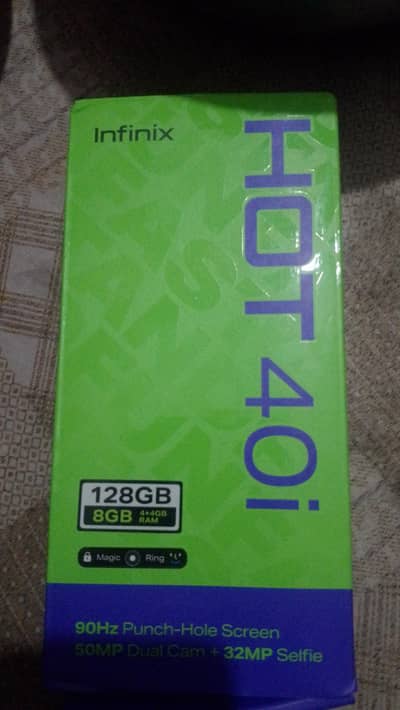 Infinix
HOT 40i
128GB
8GB 4+4GB RAM
Magic Ring
90Hz Punch-Hole Screen
50MP Dual Cam + 32MP Selfie